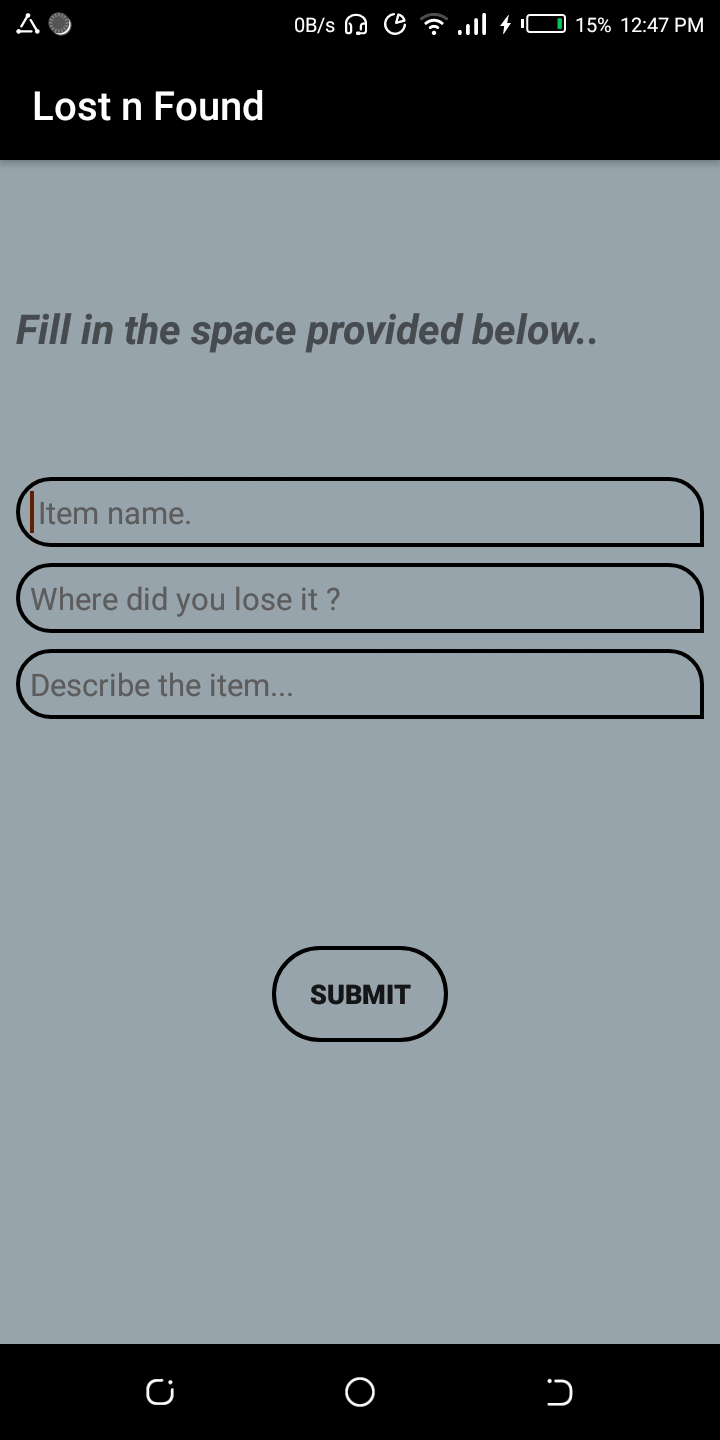 0B/s 15% 12:47 PM
Lost n Found
Fill in the space provided below..
Item name.
Where did you lose it ?
Describe the item...
SUBMIT